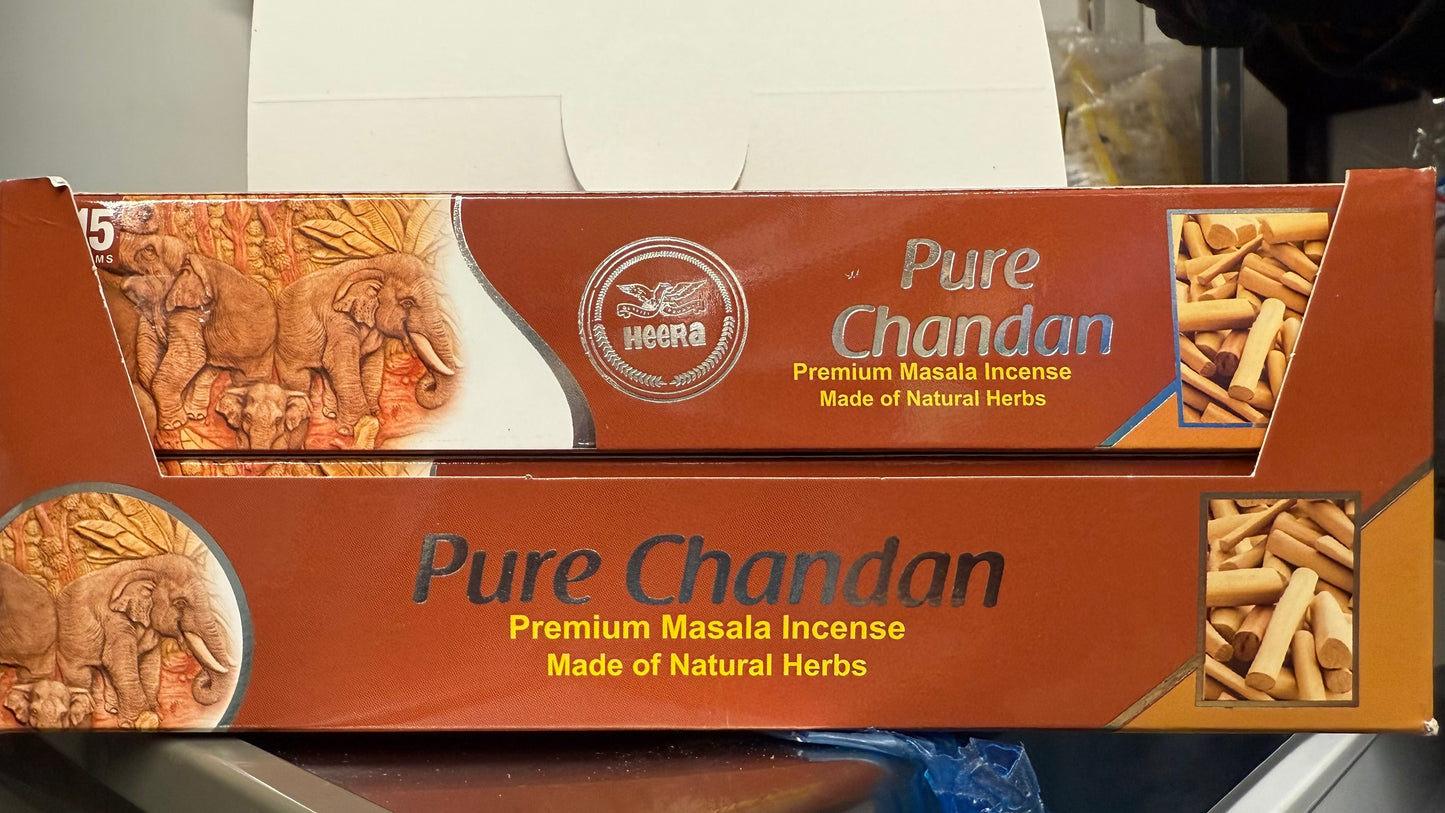 15
MS
HEERA
Pure
Chandan
Premium Masala Incense
Made of Natural Herbs
Pure Chandan
Premium Masala Incense
Made of Natural Herbs